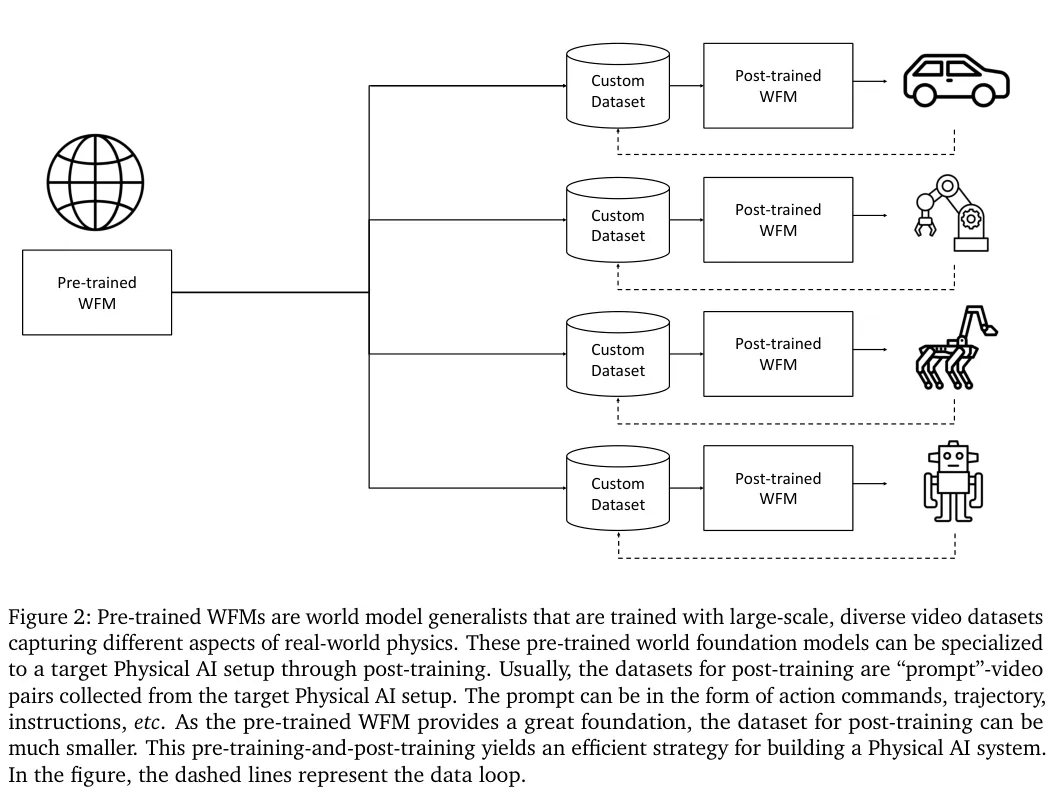 Custom
Dataset
Post-trained
WFM
Custom
Dataset
Post-trained
WFM
Pre-trained
WFM
Custom
Dataset
Post-trained
WFM
Custom
Dataset
Post-trained
WFM
Figure 2: Pre-trained WFMs are world model generalists that are trained with large-scale, diverse video datasets
capturing different aspects of real-world physics. These pre-trained world foundation models can be specialized
to a target Physical AI setup through post-training. Usually, the datasets for post-training are “prompt”-video
pairs collected from the target Physical AI setup. The prompt can be in the form of action commands, trajectory,
instructions, etc. As the pre-trained WFM provides a great foundation, the dataset for post-training can be
much smaller. This pre-training-and-post-training yields an efficient strategy for building a Physical AI system.
In the figure, the dashed lines represent the data loop.